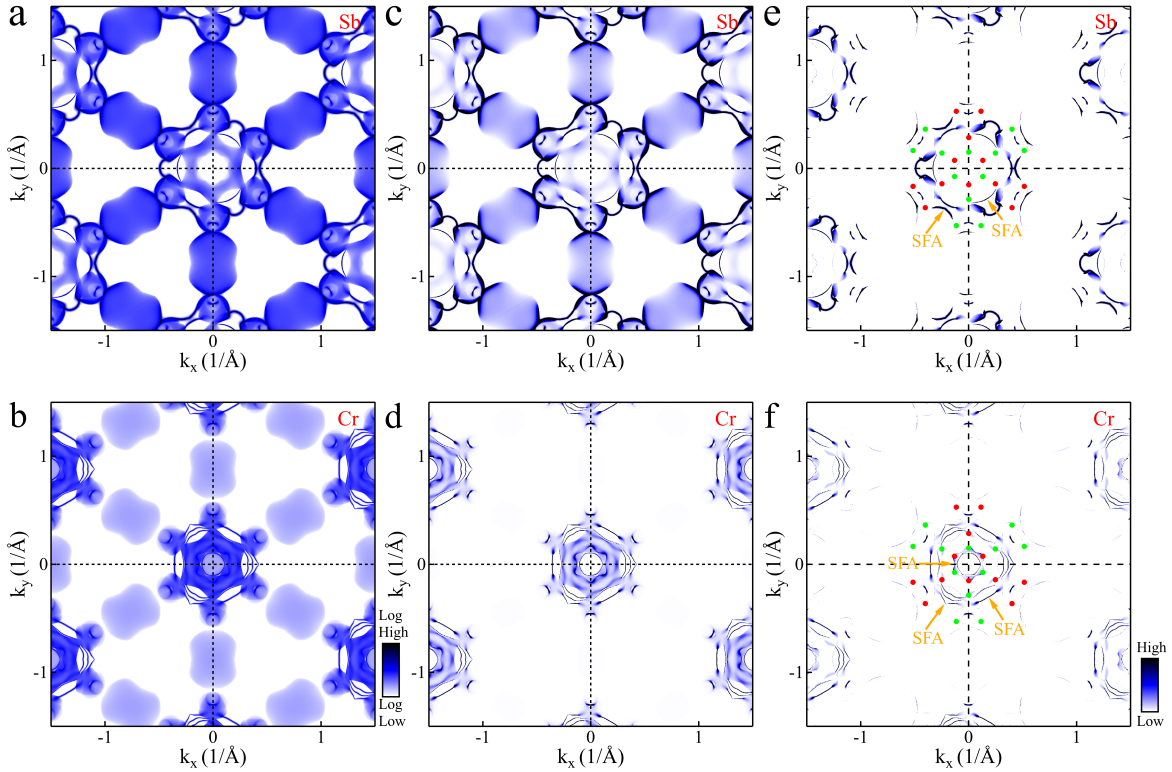 a
Sb
1
0
-1
k_y (1/Å)
-1
0
1
k_x (1/Å)
c
Sb
1
0
-1
k_y (1/Å)
-1
0
1
k_x (1/Å)
e
Sb
1
0
-1
k_y (1/Å)
SFA
SFA
-1
0
1
k_x (1/Å)
b
Cr
1
0
-1
k_y (1/Å)
Log
High
Log
Low
-1
0
1
k_x (1/Å)
d
Cr
1
0
-1
k_y (1/Å)
-1
0
1
k_x (1/Å)
f
Cr
1
0
-1
k_y (1/Å)
SFA
SFA
SFA
High
Low
-1
0
1
k_x (1/Å)